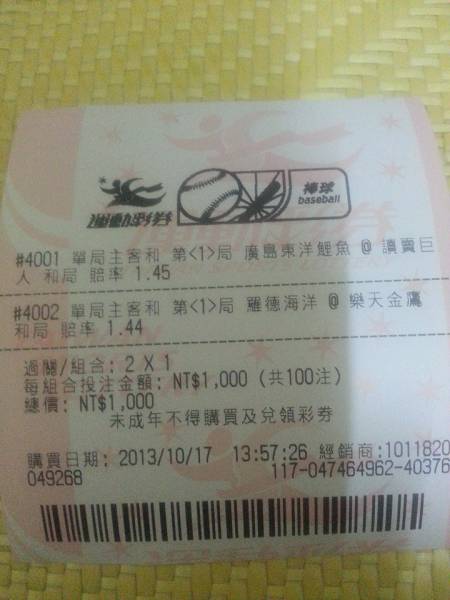 運動彩券
棒球
baseball
#4001 單局主客和 第<1>局 廣島東洋鯉魚 @ 讀賣巨
人 和局 賠率 1.45
#4002 單局主客和 第<1>局 羅德海洋 @ 樂天金鷹
和局 賠率 1.44
過關/組合: 2 X 1
每組合投注金額: NT$1,000 (共100注)
總價: NT$1,000
未成年不得購買及兌領彩券
購買日期: 2013/10/17 13:57:26 經銷商:1011820
049268 117-047464962-40376